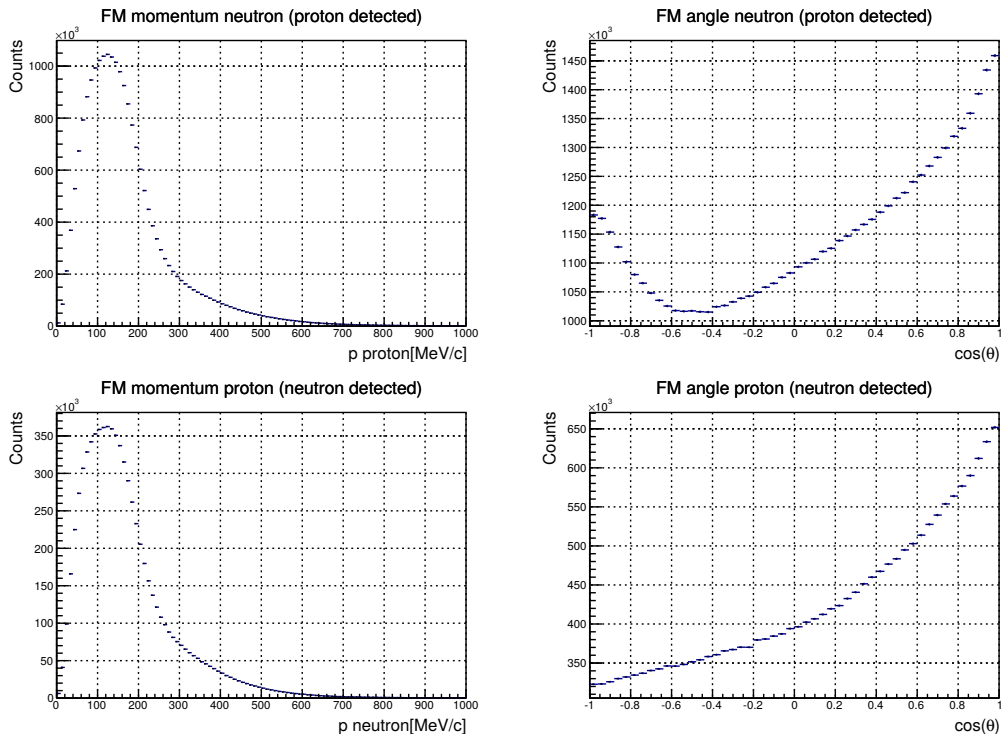 FM momentum neutron (proton detected)
×10³
Counts
1000
800
600
400
200
0
0 100 200 300 400 500 600 700 800 900 1000
p proton[MeV/c]
FM angle neutron (proton detected)
×10³
Counts
1450
1400
1350
1300
1250
1200
1150
1100
1050
1000
-1 -0.8 -0.6 -0.4 -0.2 0 0.2 0.4 0.6 0.8 1
cos(θ)
FM momentum proton (neutron detected)
×10³
Counts
350
300
250
200
150
100
50
0
0 100 200 300 400 500 600 700 800 900 1000
p neutron[MeV/c]
FM angle proton (neutron detected)
×10³
Counts
650
600
550
500
450
400
350
-1 -0.8 -0.6 -0.4 -0.2 0 0.2 0.4 0.6 0.8 1
cos(θ)